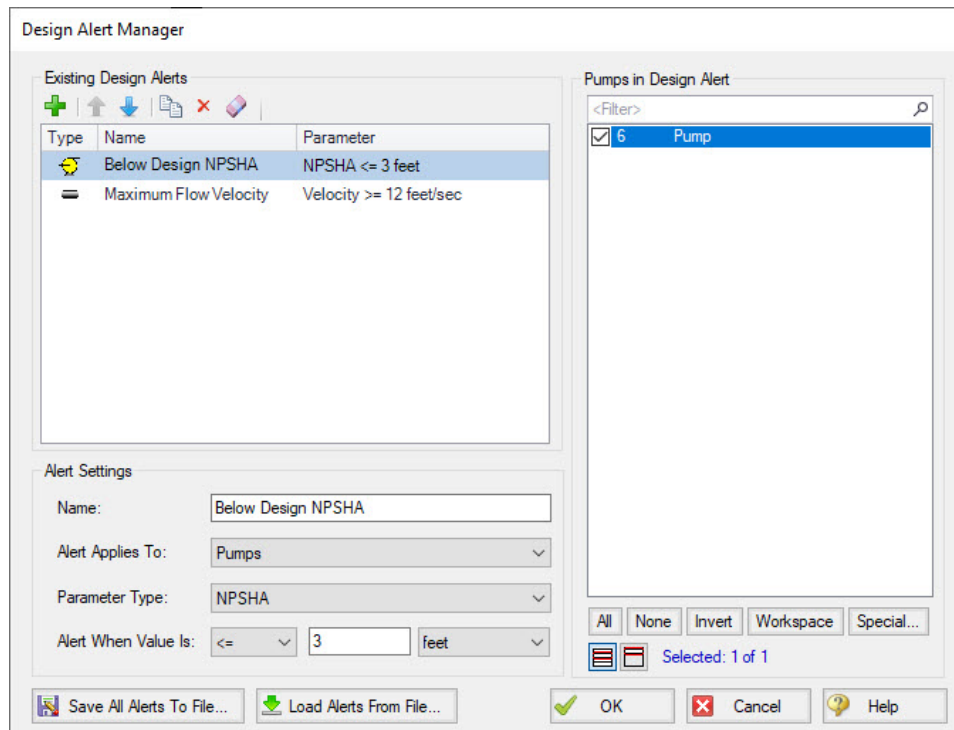 Design Alert Manager
Existing Design Alerts
Type Name Parameter
Below Design NPSHA NPSHA <= 3 feet
Maximum Flow Velocity Velocity >= 12 feet/sec
Alert Settings
Name: Below Design NPSHA
Alert Applies To: Pumps
Parameter Type: NPSHA
Alert When Value Is: <= 3 feet
Pumps in Design Alert
<Filter>
6 Pump
All None Invert Workspace Special...
Selected: 1 of 1
Save All Alerts To File... Load Alerts From File... OK Cancel Help